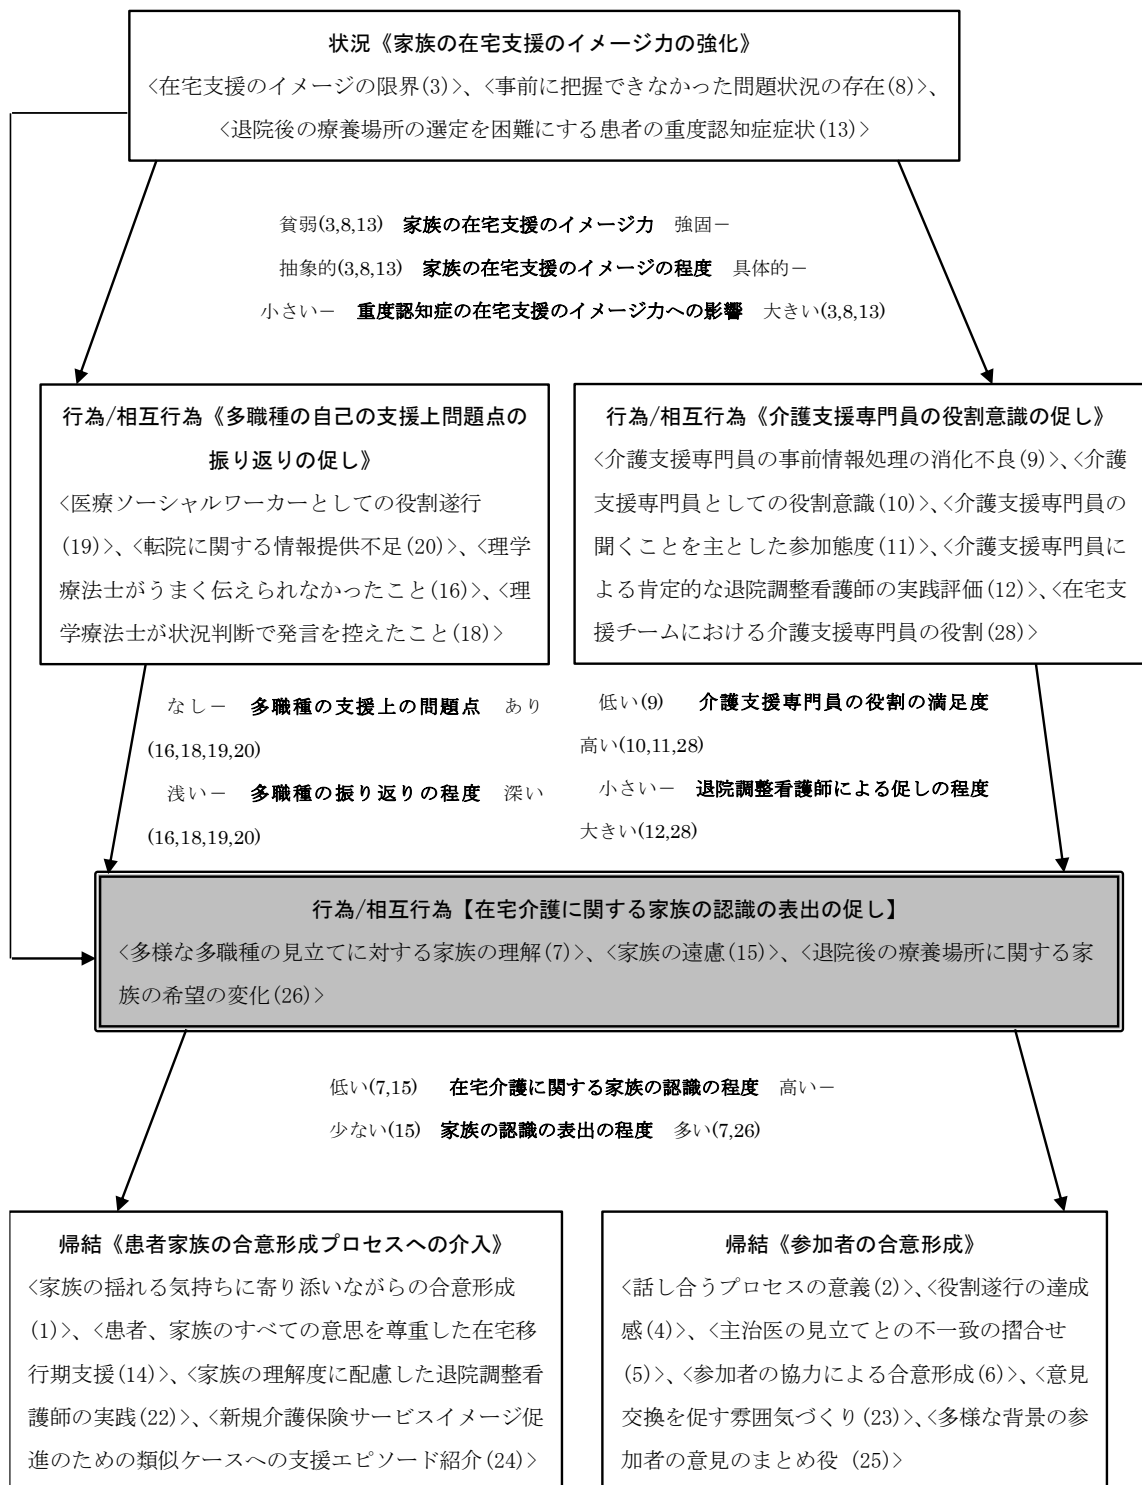 状況《家族の在宅支援のイメージ力の強化》
<在宅支援のイメージの限界(3)>、<事前に把握できなかった問題状況の存在(8)>、
<退院後の療養場所の選定を困難にする患者の重度認知症症状(13)>
貧弱(3,8,13) 家族の在宅支援のイメージ力 強固－
抽象的(3,8,13) 家族の在宅支援のイメージの程度 具体的－
小さい－ 重度認知症の在宅支援のイメージ力への影響 大きい(3,8,13)
行為/相互行為《多職種の自己の支援上問題点の
振り返りの促し》
<医療ソーシャルワーカーとしての役割遂行
(19)>、<転院に関する情報提供不足(20)>、<理学
療法士がうまく伝えられなかったこと(16)>、<理
学療法士が状況判断で発言を控えたこと(18)>
行為/相互行為《介護支援専門員の役割意識の促し》
<介護支援専門員の事前情報処理の消化不良(9)>、<介護
支援専門員としての役割意識(10)>、<介護支援専門員の
聞くことを主とした参加態度(11)>、<介護支援専門員に
よる肯定的な退院調整看護師の実践評価(12)>、<在宅支
援チームにおける介護支援専門員の役割(28)>
なし－ 多職種の支援上の問題点 あり
(16,18,19,20)
浅い－ 多職種の振り返りの程度 深い
(16,18,19,20)
低い(9) 介護支援専門員の役割の満足度
高い(10,11,28)
小さい－ 退院調整看護師による促しの程度
大きい(12,28)
行為/相互行為【在宅介護に関する家族の認識の表出の促し】
<多様な多職種の見立てに対する家族の理解(7)>、<家族の遠慮(15)>、<退院後の療養場所に関する家
族の希望の変化(26)>
低い(7,15) 在宅介護に関する家族の認識の程度 高い－
少ない(15) 家族の認識の表出の程度 多い(7,26)
帰結《患者家族の合意形成プロセスへの介入》
<家族の揺れる気持ちに寄り添いながらの合意形成
(1)>、<患者、家族のすべての意思を尊重した在宅移
行期支援(14)>、<家族の理解度に配慮した退院調整看
護師の実践(22)>、<新規介護保険サービスイメージ促
進のための類似ケースへの支援エピソード紹介(24)>
帰結《参加者の合意形成》
<話し合うプロセスの意義(2)>、<役割遂行の達成
感(4)>、<主治医の見立てとの不一致の摺合せ
(5)>、<参加者の協力による合意形成(6)>、<意見
交換を促す雰囲気づくり(23)>、<多様な背景の参
加者の意見のまとめ役 (25)>